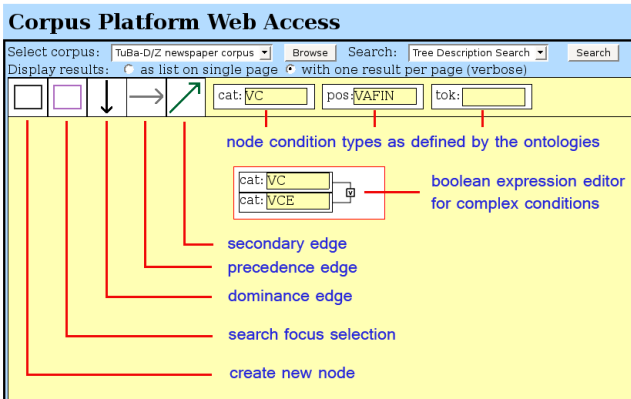 Corpus Platform Web Access
Select corpus: TuBa-D/Z newspaper corpus Browse Search: Tree Description Search Search
Display results: as list on single page with one result per page (verbose)
cat: VC pos: VAFIN tok:
node condition types as defined by the ontologies
cat: VC
cat: VCE
v
boolean expression editor
for complex conditions
secondary edge
precedence edge
dominance edge
search focus selection
create new node